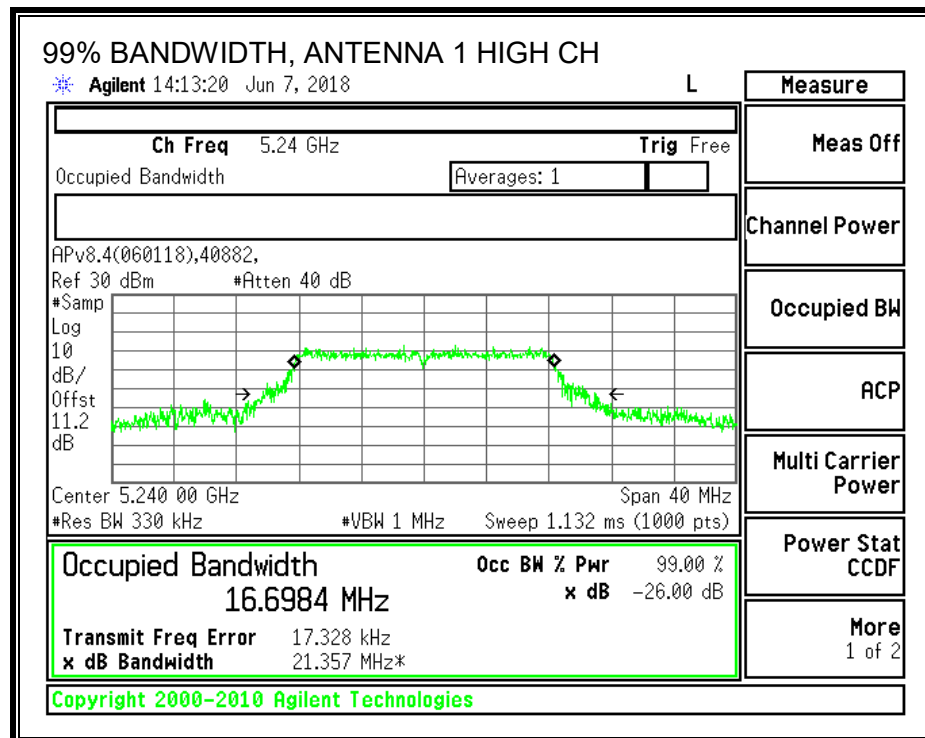 99% BANDWIDTH, ANTENNA 1 HIGH CH
Agilent 14:13:20 Jun 7, 2018 L
Measure
Ch Freq 5.24 GHz Trig Free
Meas Off
Occupied Bandwidth Averages: 1
Channel Power
APv8.4(060118),40882,
Ref 30 dBm #Atten 40 dB
#Samp
Log
10
dB/
Offst
11.2
dB
Occupied BW
ACP
Multi Carrier
Power
Center 5.240 00 GHz Span 40 MHz
#Res BW 330 kHz #VBW 1 MHz Sweep 1.132 ms (1000 pts)
Power Stat
CCDF
Occupied Bandwidth Occ BW % Pwr 99.00 %
16.6984 MHz x dB -26.00 dB
Transmit Freq Error 17.328 kHz
x dB Bandwidth 21.357 MHz*
More
1 of 2
Copyright 2000-2010 Agilent Technologies